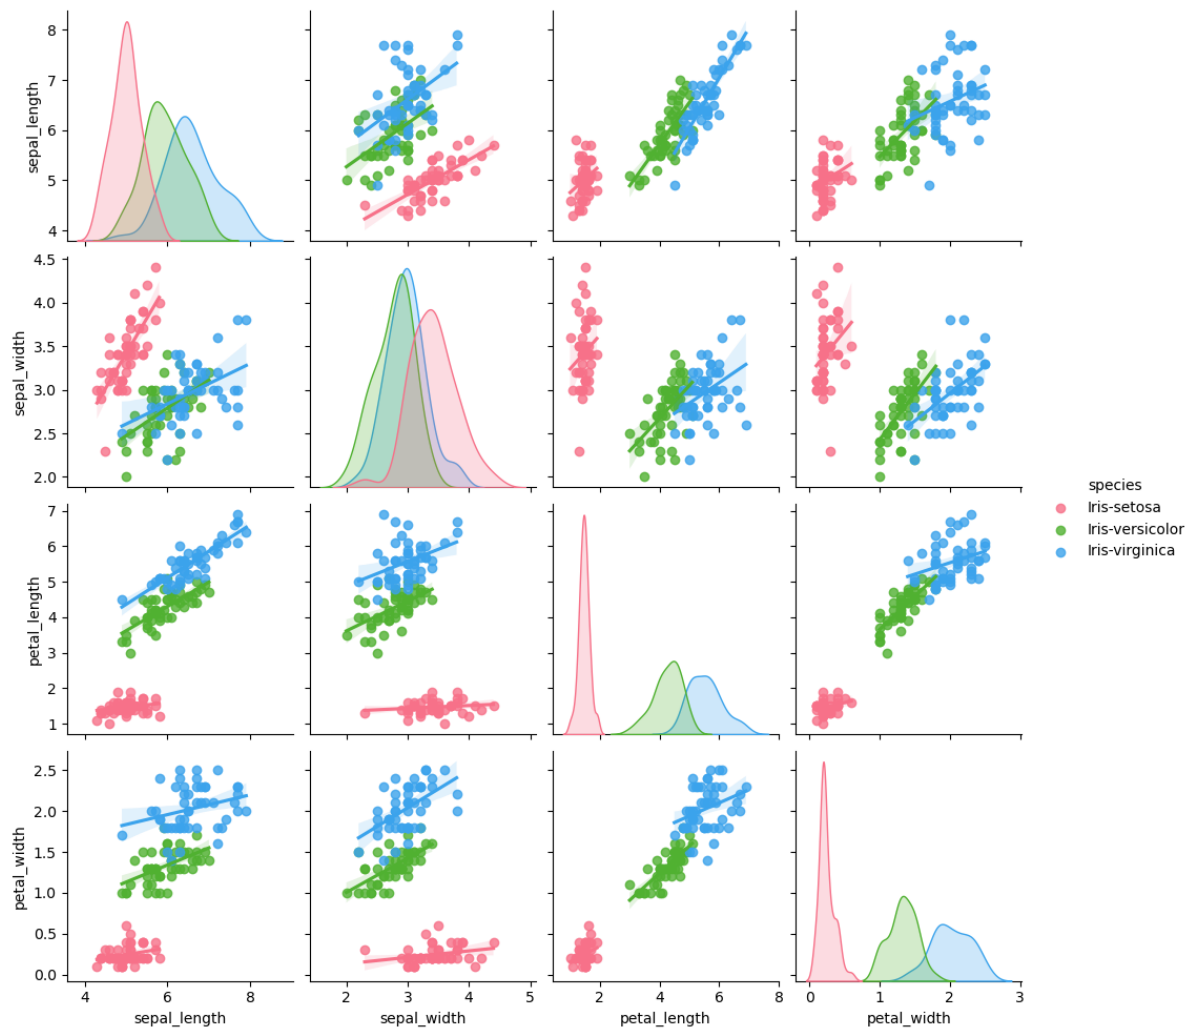 8
7
6
5
4
sepal_length
4.5
4.0
3.5
3.0
2.5
2.0
sepal_width
species
Iris-setosa
Iris-versicolor
Iris-virginica
7
6
5
4
3
2
1
petal_length
2.5
2.0
1.5
1.0
0.5
0.0
petal_width
4 6 8 2 3 4 5 2 4 6 8 0 1 2 3
sepal_length sepal_width petal_length petal_width